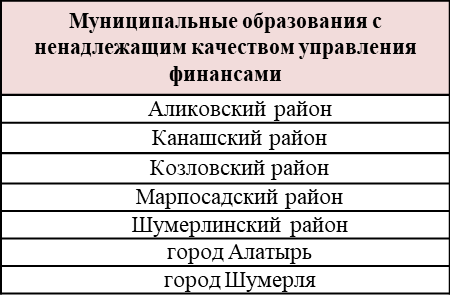 Муниципальные образования с
ненадлежащим качеством управления
финансами
Аликовский район
Канашский район
Козловский район
Марпосадский район
Шумерлинский район
город Алатырь
город Шумерля